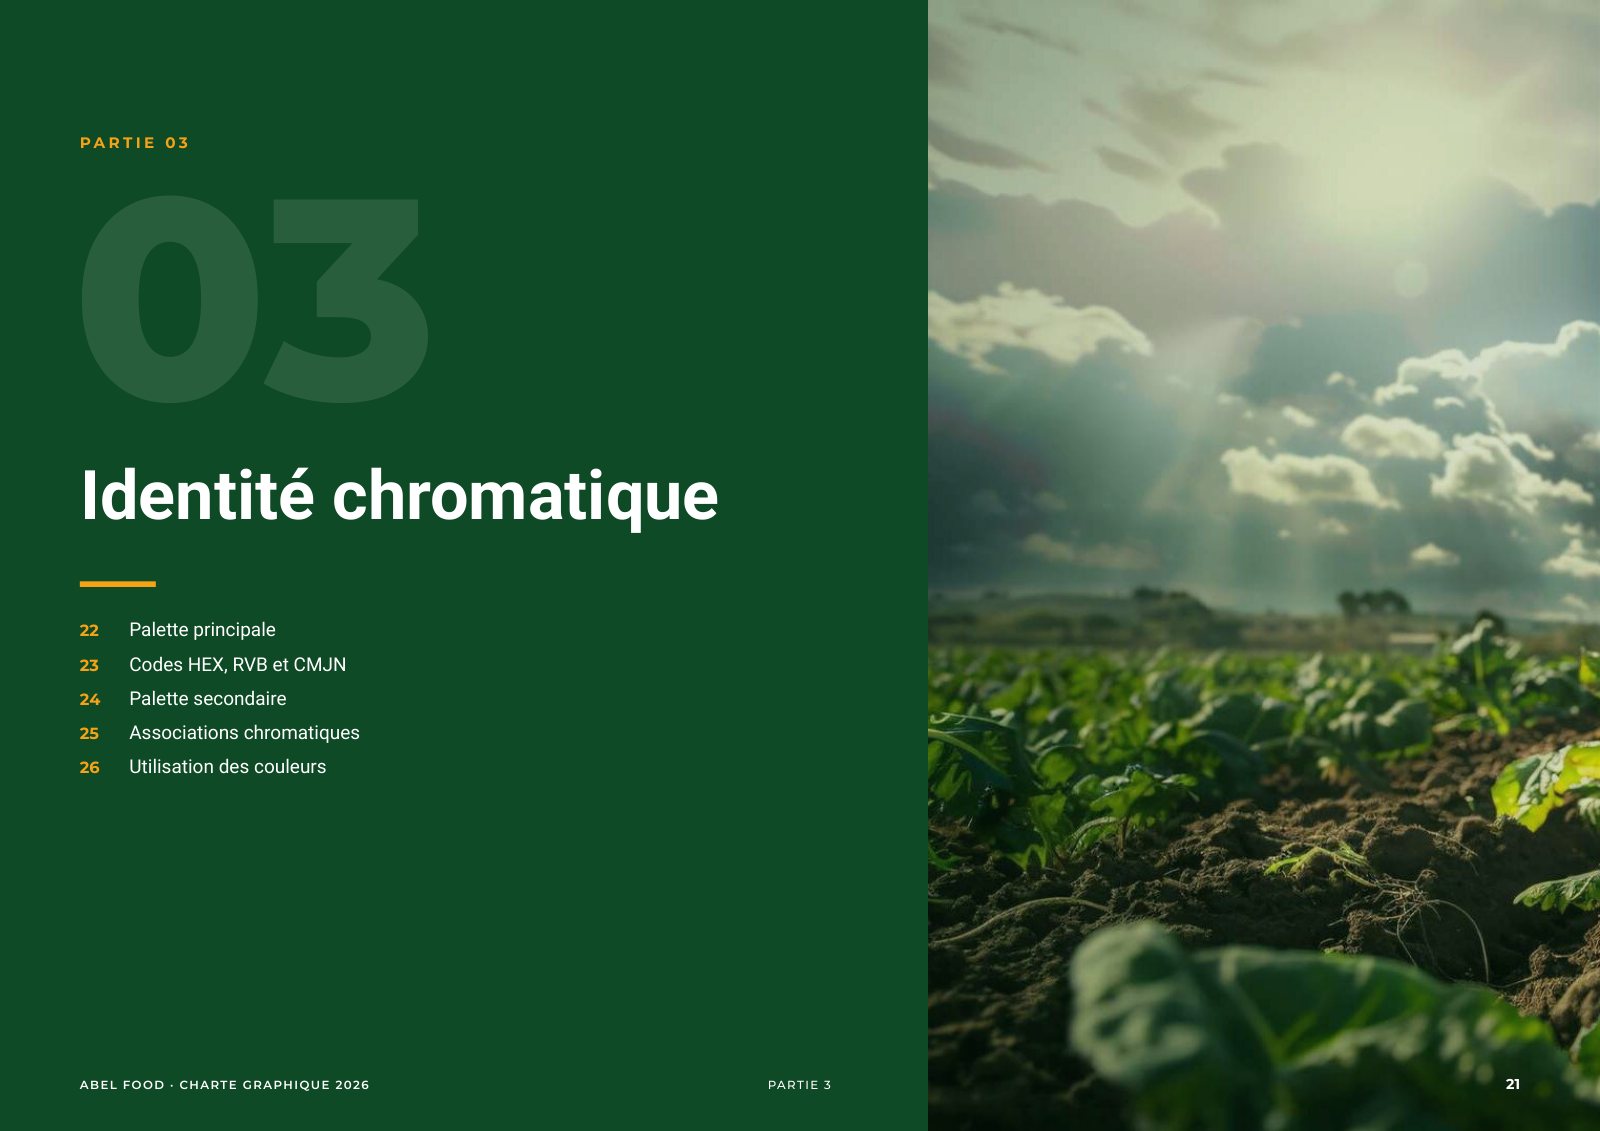 PARTIE 03
03
Identité chromatique
22 Palette principale
23 Codes HEX, RVB et CMJN
24 Palette secondaire
25 Associations chromatiques
26 Utilisation des couleurs
ABEL FOOD · CHARTE GRAPHIQUE 2026
PARTIE 3
21